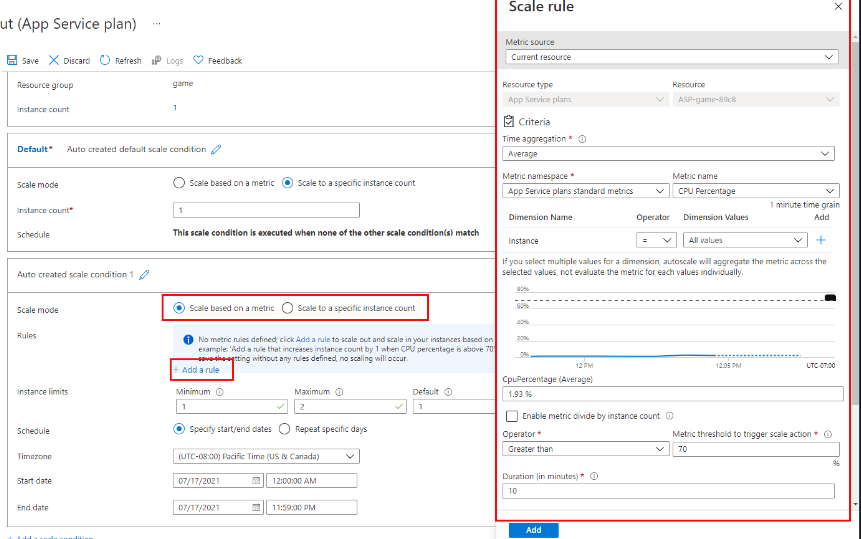 ut (App Service plan) ...
Save Discard Refresh Logs Feedback
Resource group game
Instance count 1
Default* Auto created default scale condition
Scale mode Scale based on a metric Scale to a specific instance count
Instance count* 1
Schedule This scale condition is executed when none of the other scale condition(s) match
Auto created scale condition 1
Scale mode Scale based on a metric Scale to a specific instance count
Rules
No metric rules defined; click Add a rule to scale out and scale in your instances based on
example: 'Add a rule that increases instance count by 1 when CPU percentage is above 70%
save the setting without any rules defined, no scaling will occur.
+ Add a rule
Instance limits Minimum Maximum Default
1 2 1
Schedule Specify start/end dates Repeat specific days
Timezone (UTC-08:00) Pacific Time (US & Canada)
Start date 07/17/2021 12:00:00 AM
End date 07/17/2021 11:59:00 PM
+ Add a scale condition
Scale rule
Metric source
Current resource
Resource type Resource
App Service plans ASP-game-89c8
Criteria
Time aggregation *
Average
Metric namespace * Metric name
App Service plans standard metrics CPU Percentage
1 minute time grain
Dimension Name Operator Dimension Values Add
Instance = All values +
If you select multiple values for a dimension, autoscale will aggregate the metric across the
selected values, not evaluate the metric for each values individually.
80%
60%
40%
20%
0%
12 PM 12:05 PM UTC-07:00
CpuPercentage (Average)
1.93 %
Enable metric divide by instance count
Operator * Metric threshold to trigger scale action *
Greater than 70
%
Duration (in minutes) *
10
Add